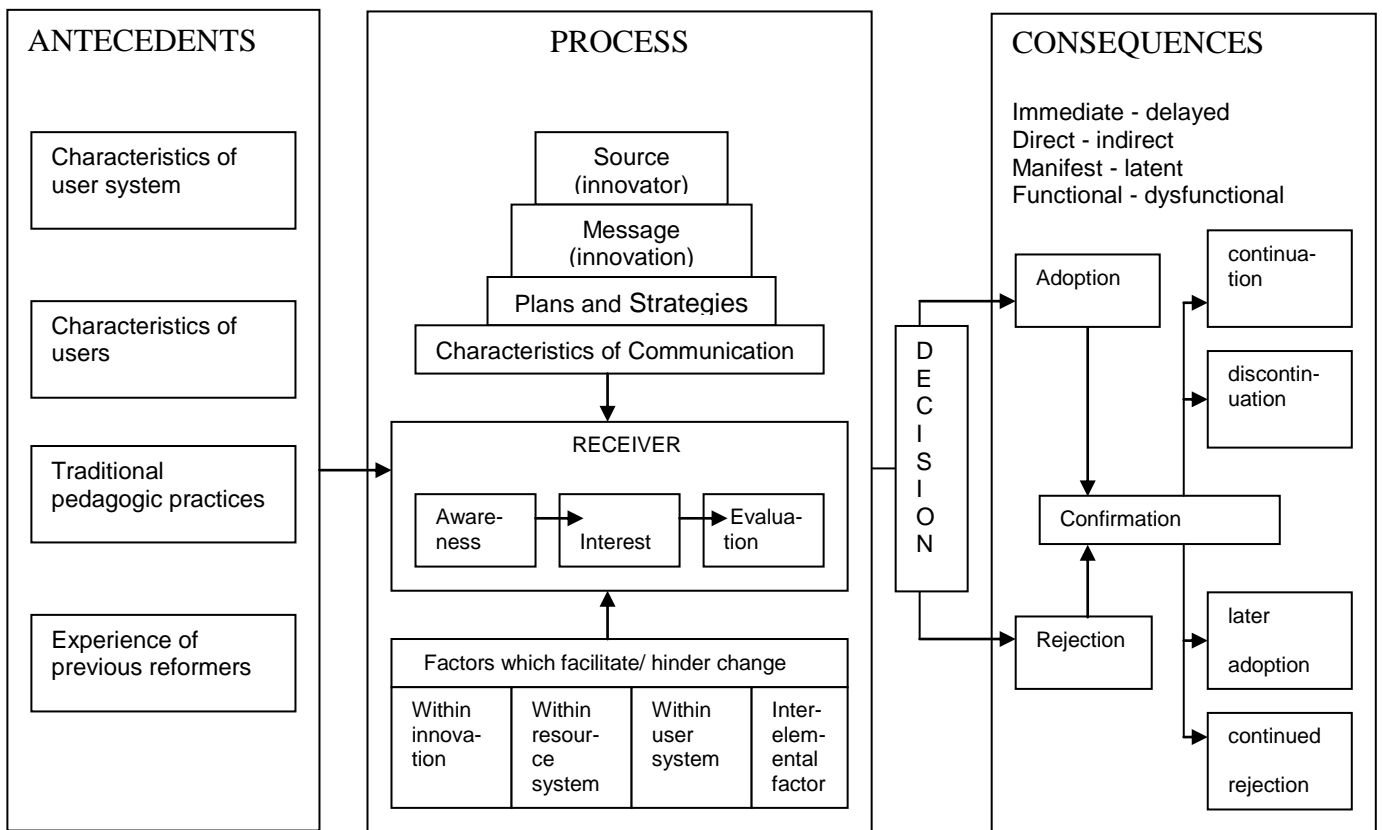 ANTECEDENTS
Characteristics of
user system
Characteristics of
users
Traditional
pedagogic practices
Experience of
previous reformers
PROCESS
Source
(innovator)
Message
(innovation)
Plans and Strategies
Characteristics of Communication
RECEIVER
Aware-
ness
Interest
Evalua-
tion
Factors which facilitate/ hinder change
Within
innova-
tion
Within
resour-
ce
system
Within
user
system
Inter-
elem-
ental
factor
D
E
C
I
S
I
O
N
CONSEQUENCES
Immediate - delayed
Direct - indirect
Manifest - latent
Functional - dysfunctional
Adoption
continua-
tion
discontin-
uation
Confirmation
Rejection
later
adoption
continued
rejection